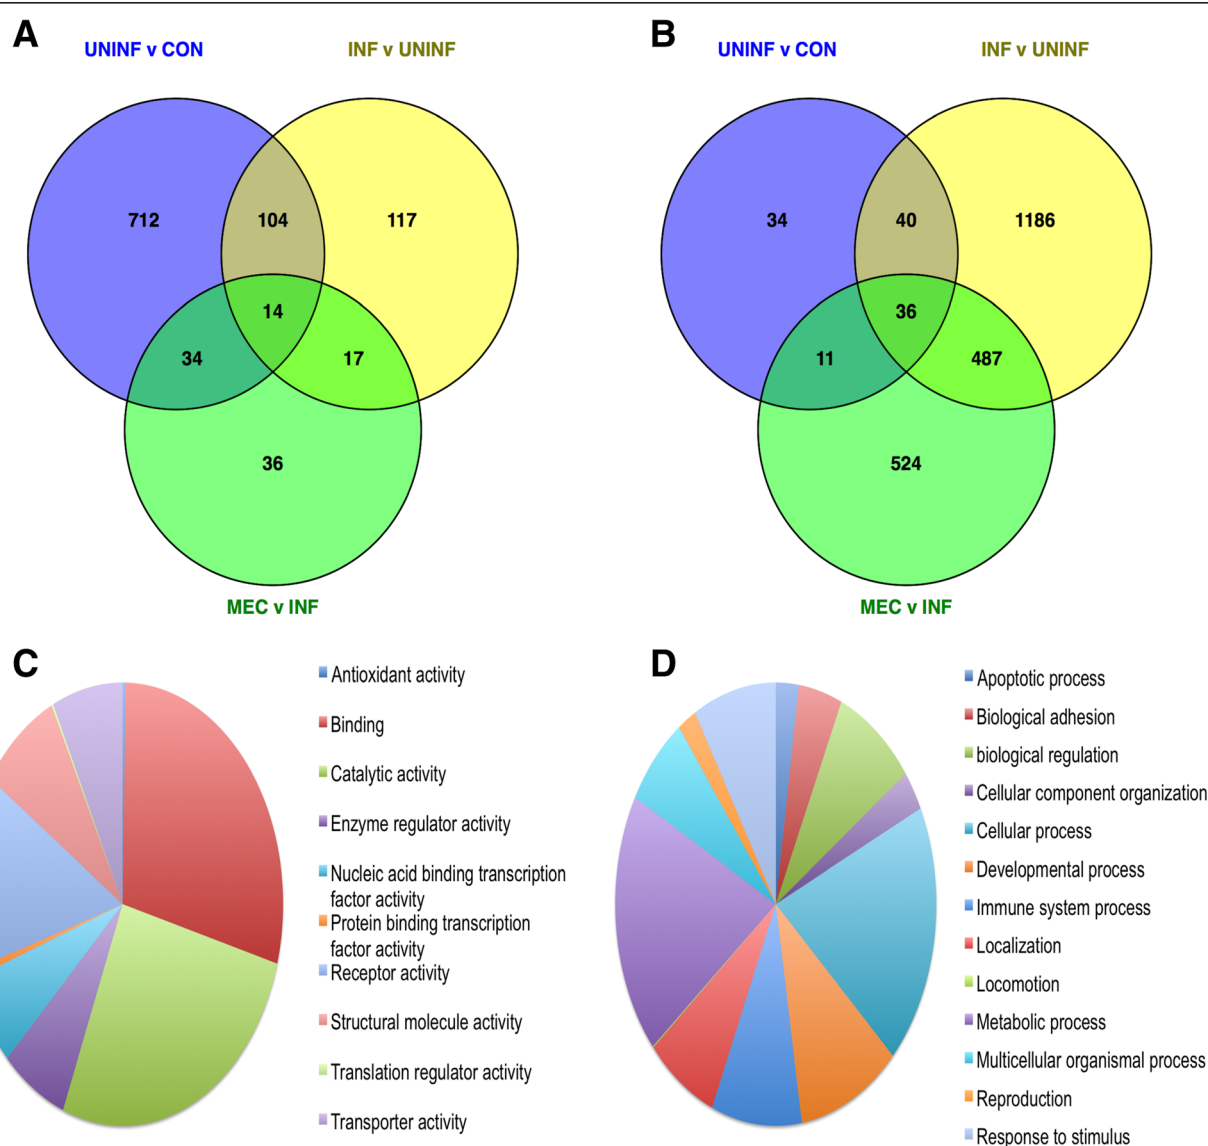 A
UNINF v CON
INF v UNINF
712
104
117
14
34
17
36
MEC v INF
B
UNINF v CON
INF v UNINF
34
40
1186
36
11
487
524
MEC v INF
C
Antioxidant activity
Binding
Catalytic activity
Enzyme regulator activity
Nucleic acid binding transcription
factor activity
Protein binding transcription
factor activity
Receptor activity
Structural molecule activity
Translation regulator activity
Transporter activity
D
Apoptotic process
Biological adhesion
biological regulation
Cellular component organization
Cellular process
Developmental process
Immune system process
Localization
Locomotion
Metabolic process
Multicellular organismal process
Reproduction
Response to stimulus